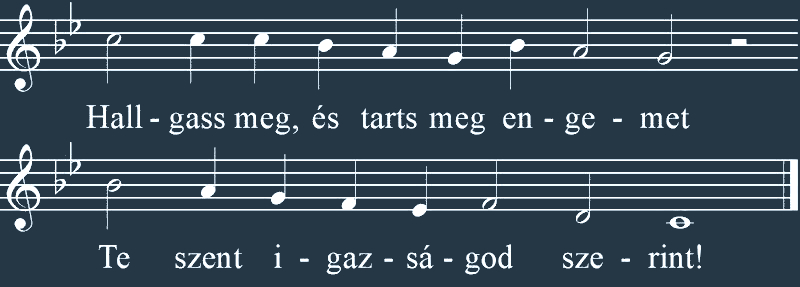 Hall - gass meg, és tarts meg en - ge - met
Te szent i - gaz - sá - god sze - rint!